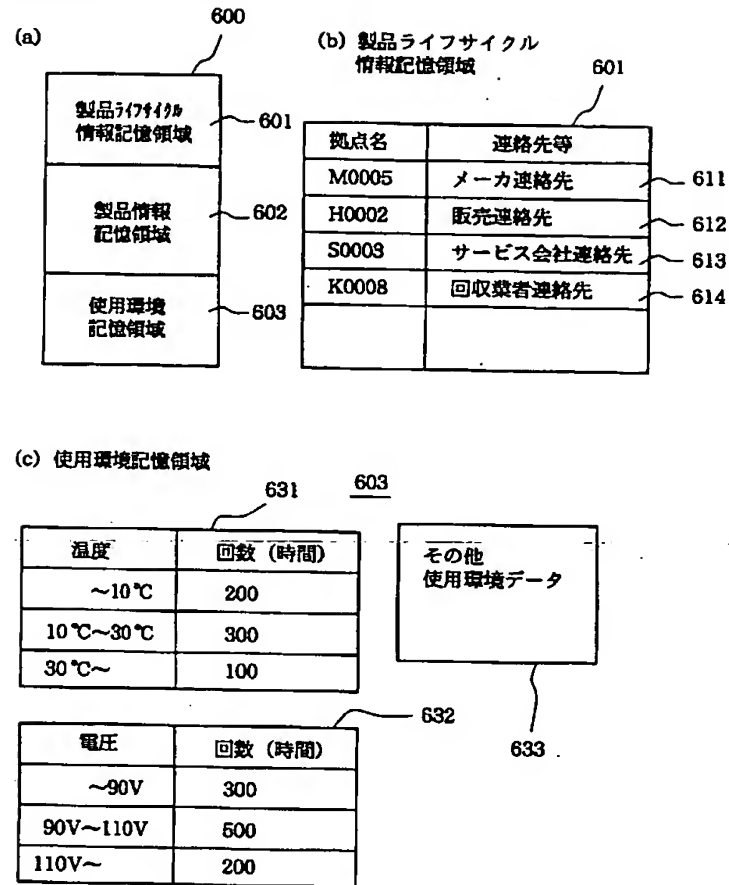 600
(a)
製品ライフサイクル
情報記憶領域
601
製品情報
記憶領域
602
使用環境
記憶領域
603
(b) 製品ライフサイクル
情報記憶領域
601
拠点名 連絡先等
M0005 メーカ連絡先 611
H0002 販売連絡先 612
S0003 サービス会社連絡先 613
K0008 回収業者連絡先 614
(c) 使用環境記憶領域
603
631
温度 回数 (時間)
～10℃ 200
10℃～30℃ 300
30℃～ 100
その他
使用環境データ
633
632
電圧 回数 (時間)
～90V 300
90V～110V 500
110V～ 200